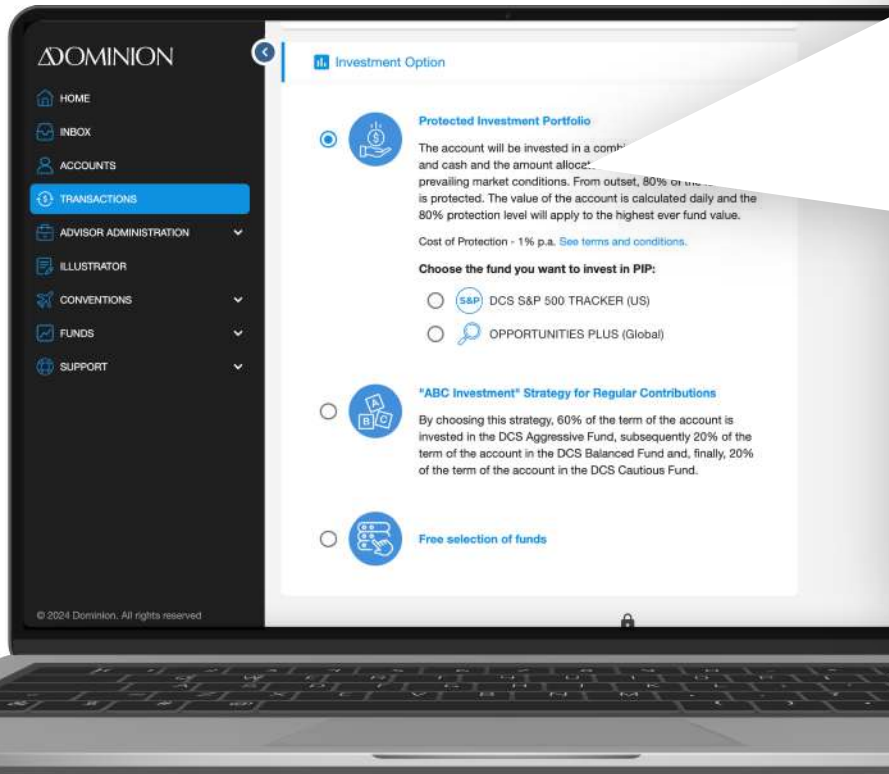 ADOMINION
HOME
INBOX
ACCOUNTS
TRANSACTIONS
ADVISOR ADMINISTRATION
ILLUSTRATOR
CONVENTIONS
FUNDS
SUPPORT
© 2024 Dominion. All rights reserved
Investment Option
Protected Investment Portfolio
The account will be invested in a
and cash and the amount
prevailing market conditions. From outset, 80% of the
is protected. The value of the account is calculated daily and the
80% protection level will apply to the highest ever fund value.
Cost of Protection - 1% p.a. See terms and conditions.
Choose the fund you want to invest in PIP:
S&P DCS S&P 500 TRACKER (US)
OPPORTUNITIES PLUS (Global)
A
B C
"ABC Investment" Strategy for Regular Contributions
By choosing this strategy, 60% of the term of the account is
invested in the DCS Aggressive Fund, subsequently 20% of the
term of the account in the DCS Balanced Fund and, finally, 20%
of the term of the account in the DCS Cautious Fund.
Free selection of funds